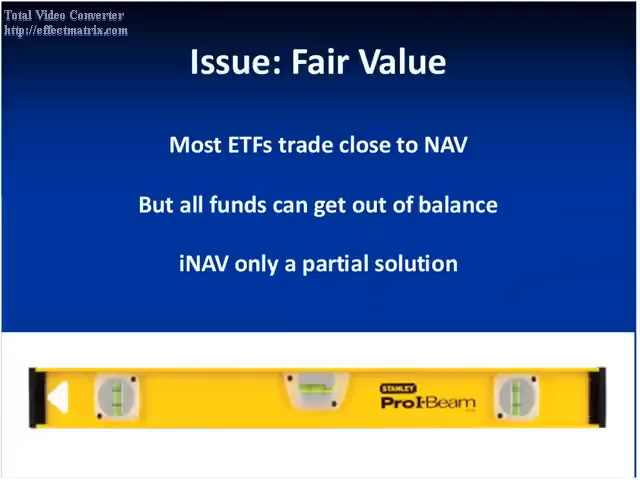 Total Video Converter
http://effectmatrix.com
Issue: Fair Value
Most ETFs trade close to NAV
But all funds can get out of balance
iNAV only a partial solution
STANLEY
Pro I-Beam